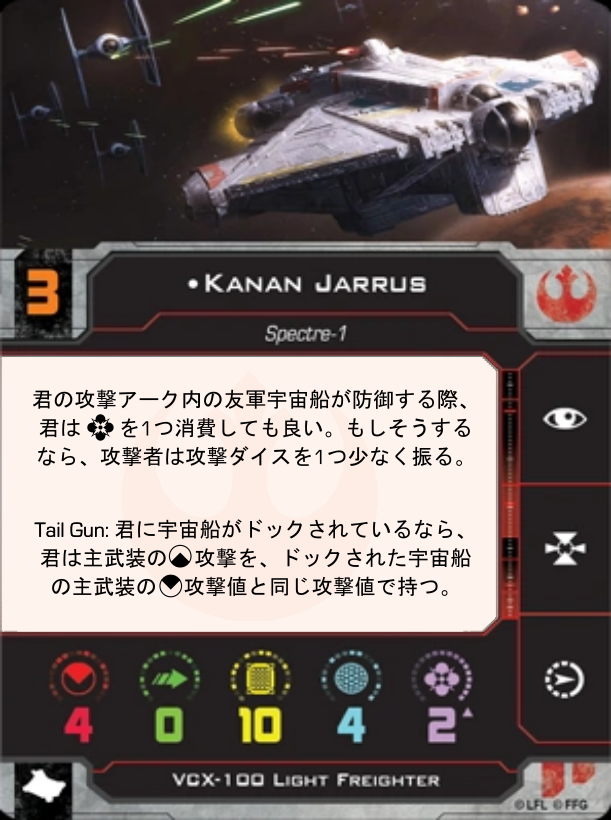 3
•Kanan Jarrus
Spectre-1
君の攻撃アーク内の友軍宇宙船が防御する際、
君は を1つ消費しても良い。もしそうする
なら、攻撃者は攻撃ダイスを1つ少なく振る。
Tail Gun: 君に宇宙船がドックされているなら、
君は主武装の 攻撃を、ドックされた宇宙船
の主武装の 攻撃値と同じ攻撃値で持つ。
4 0 10 4 2
VCX-100 Light Freighter
©LFL ©FFG